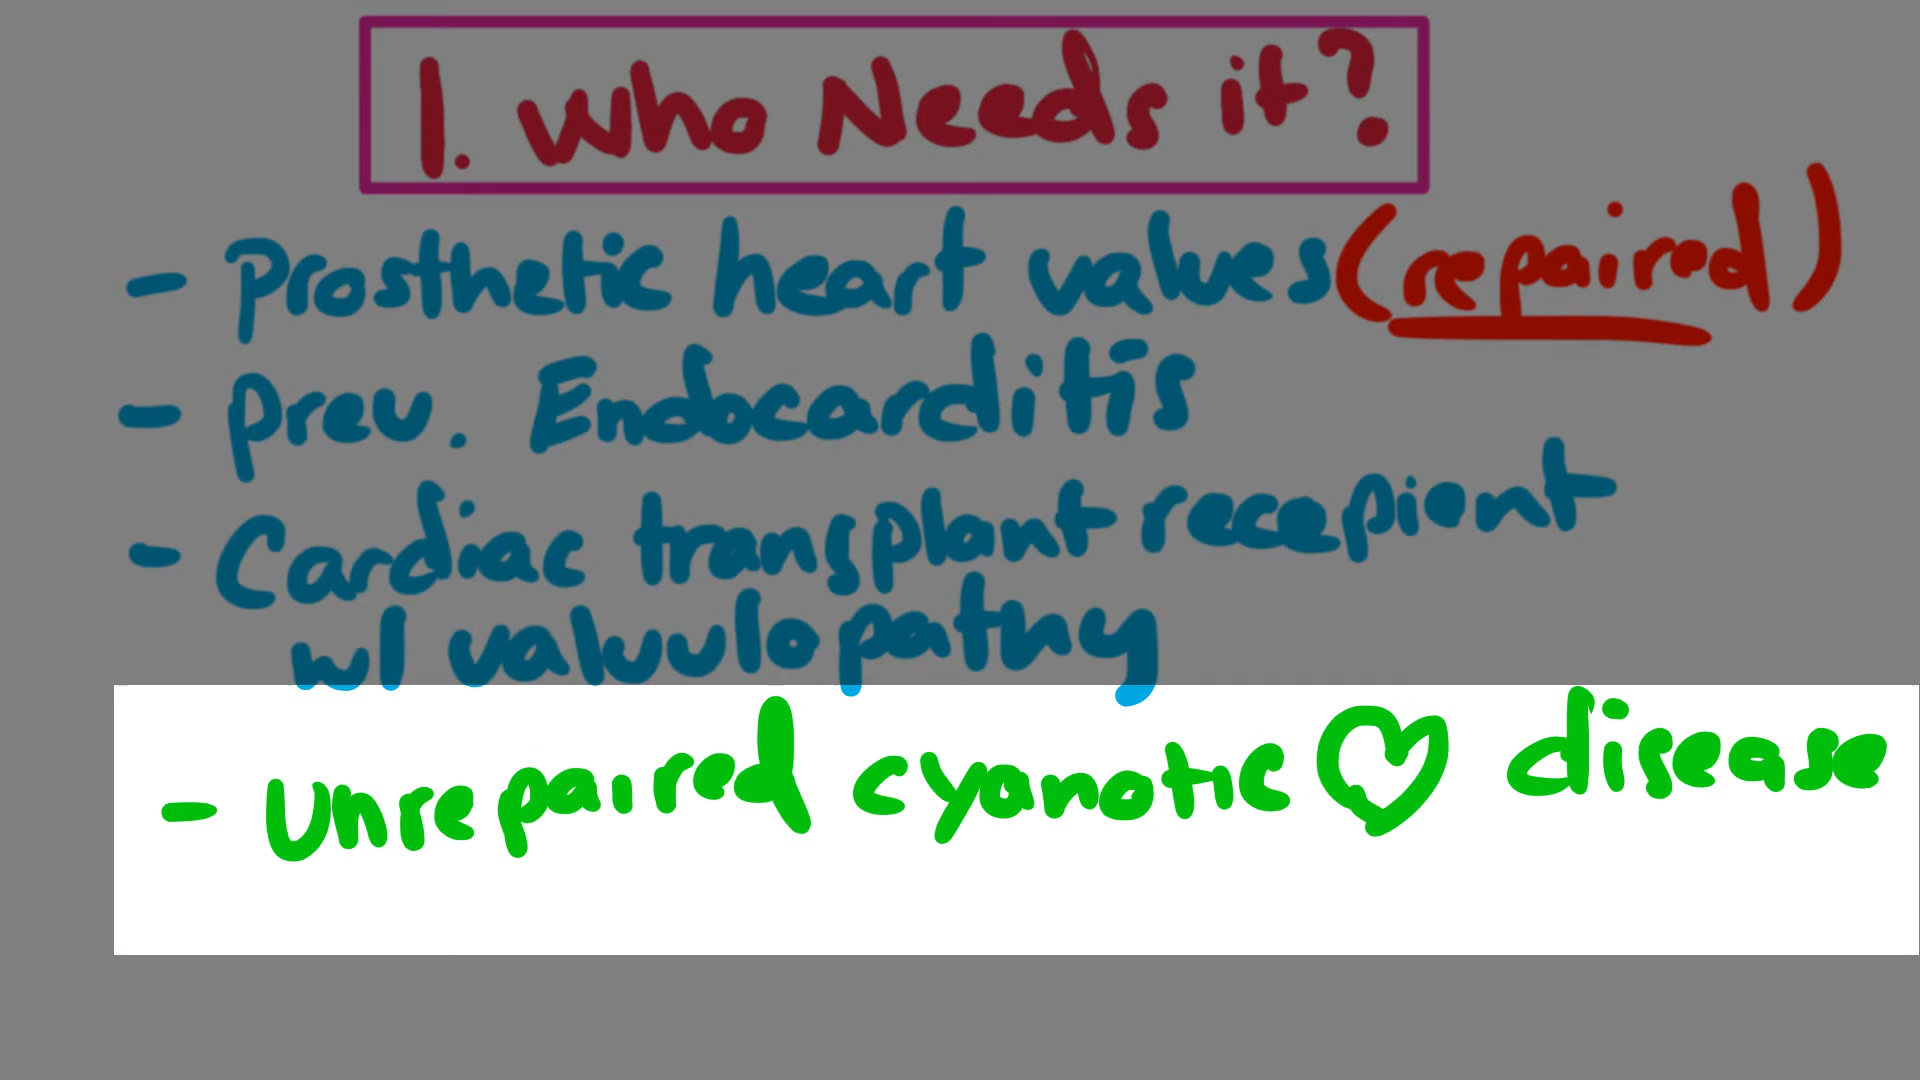 1. Who Needs it?
- Prosthetic heart valves (repaired)
- Prev. Endocarditis
- Cardiac transplant recepient
w/ valvulopathy
- Unrepaired cyanotic ♡ disease